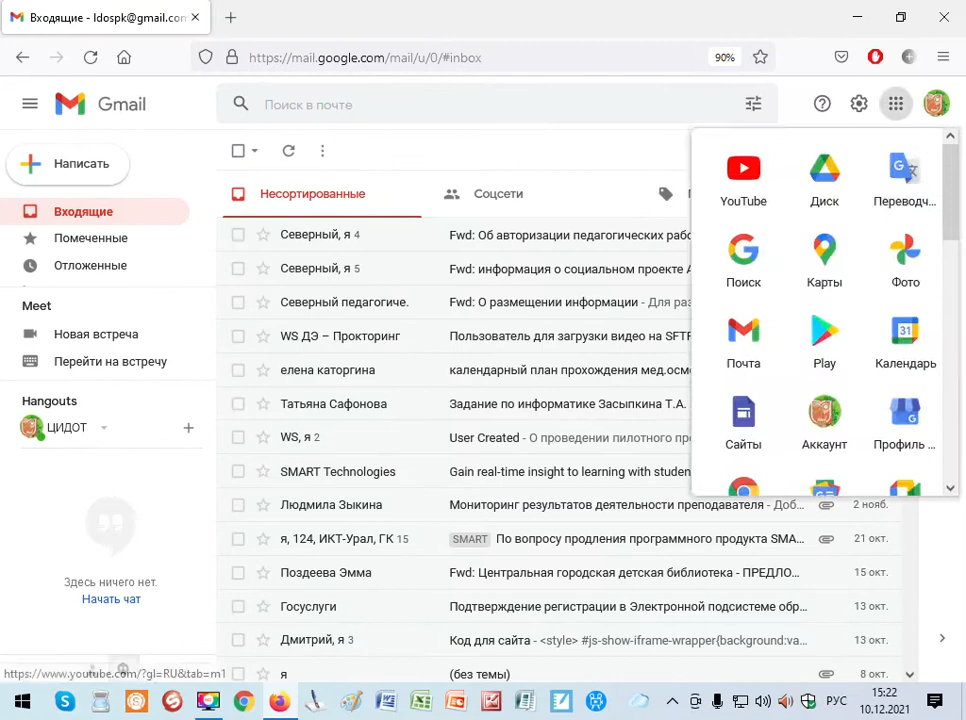 Входящие - ldospk@gmail.com
https://mail.google.com/mail/u/0/#inbox
90%
Gmail
Поиск в почте
Написать
Входящие
Помеченные
Отложенные
Meet
Новая встреча
Перейти на встречу
Hangouts
ЦИДОТ
Здесь ничего нет.
Начать чат
Несортированные
Соцсети
Северный, я 4
Fwd: Об авторизации педагогических рабо
Северный, я 5
Fwd: информация о социальном проекте
Северный педагогиче.
Fwd: О размещении информации - Для раз
WS ДЭ – Прокторинг
Пользователь для загрузки видео на SFTF
елена каторгина
календарный план прохождения мед.осмо
Татьяна Сафонова
Задание по информатике Засыпкина Т.А.
WS, я 2
User Created - О проведении пилотного пр
SMART Technologies
Gain real-time insight to learning with studen
Людмила Зыкина
Мониторинг результатов деятельности преподавателя - Доб...
2 нояб.
я, 124, ИКТ-Урал, ГК 15
SMART По вопросу продления программного продукта SMA...
21 окт.
Поздеева Эмма
Fwd: Центральная городская детская библиотека - ПРЕДЛО...
15 окт.
Госуслуги
Подтверждение регистрации в Электронной подсистеме обр...
13 окт.
Дмитрий, я 3
Код для сайта - <style> #js-show-iframe-wrapper{background:va...
13 окт.
я
(без темы)
8 окт.
YouTube
Диск
Переводч...
Поиск
Карты
Фото
Почта
Play
31
Календарь
Сайты
Аккаунт
Профиль ...
https://www.youtube.com/?gl=RU&tab=m1
РУС
15:22
10.12.2021